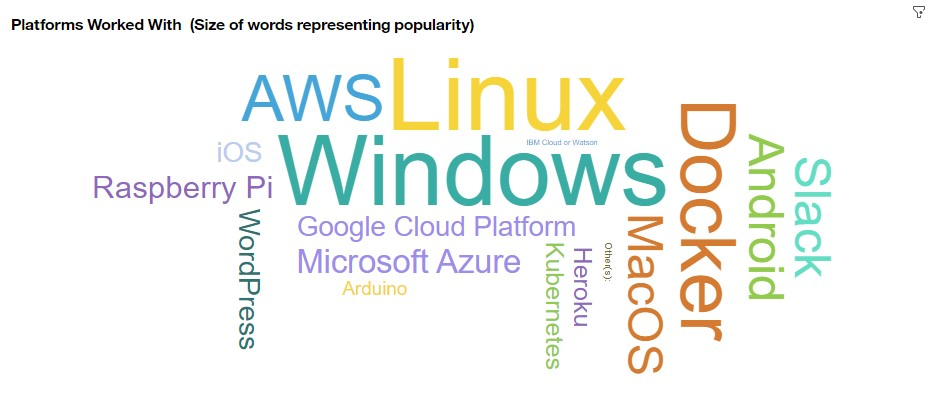 Platforms Worked With (Size of words representing popularity)
AWS
Linux
iOS
Windows
IBM Cloud or Watson
Raspberry Pi
WordPress
Google Cloud Platform
Microsoft Azure
Arduino
Kubernetes
Heroku
Other(s):
MacOS
Docker
Android
Slack